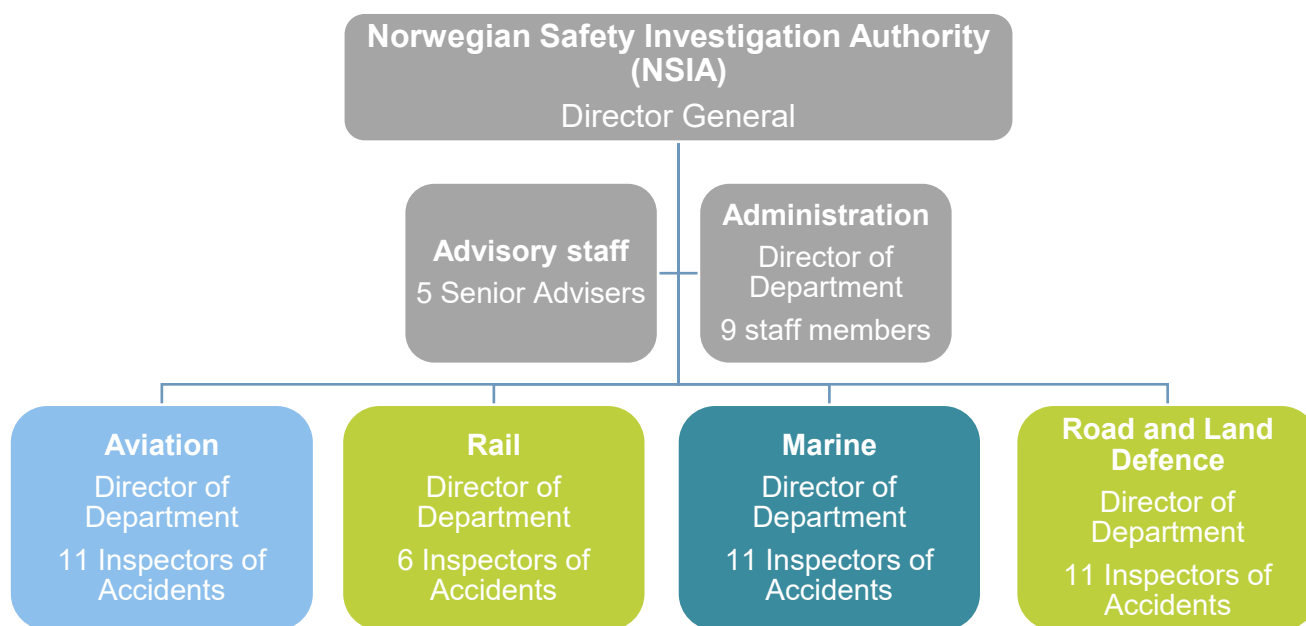 Norwegian Safety Investigation Authority
(NSIA)
Director General
Advisory staff
5 Senior Advisers
Administration
Director of
Department
9 staff members
Aviation
Director of
Department
11 Inspectors of
Accidents
Rail
Director of
Department
6 Inspectors of
Accidents
Marine
Director of
Department
11 Inspectors of
Accidents
Road and Land
Defence
Director of
Department
11 Inspectors of
Accidents